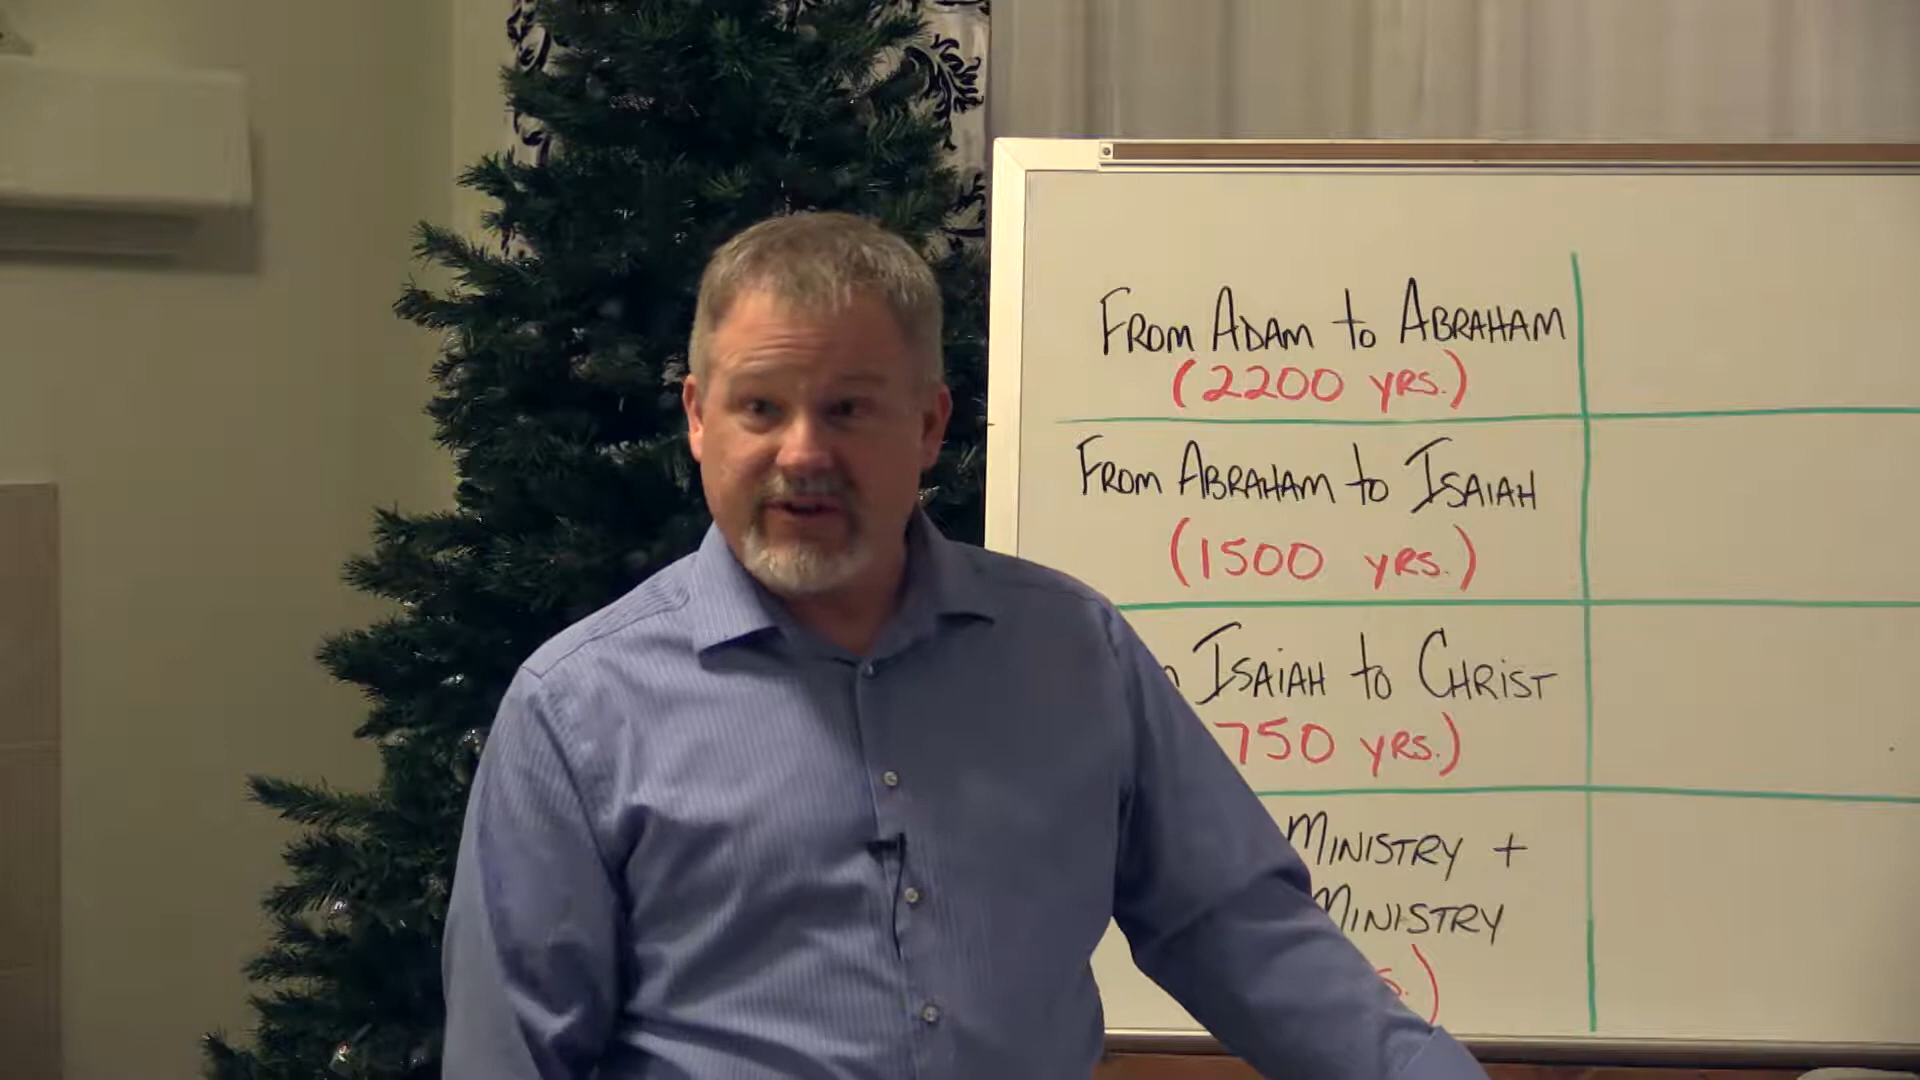 From Adam to Abraham
(2200 yrs.)
From Abraham to Isaiah
(1500 yrs.)
Isaiah to Christ
750 yrs.)
Ministry +
Ministry